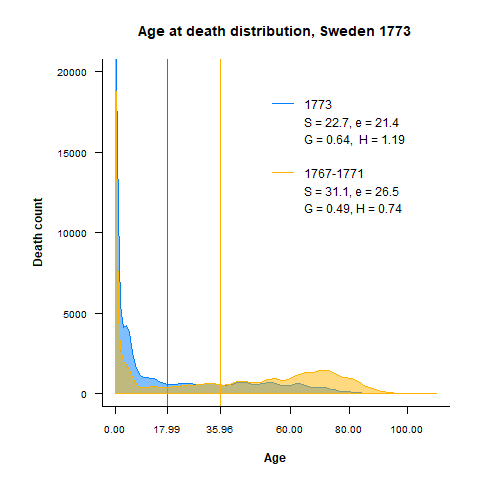 Age at death distribution, Sweden 1773
20000
15000
10000
5000
0
Death count
1773
S = 22.7, e = 21.4
G = 0.64, H = 1.19
1767-1771
S = 31.1, e = 26.5
G = 0.49, H = 0.74
0.00 17.99 35.96 60.00 80.00 100.00
Age